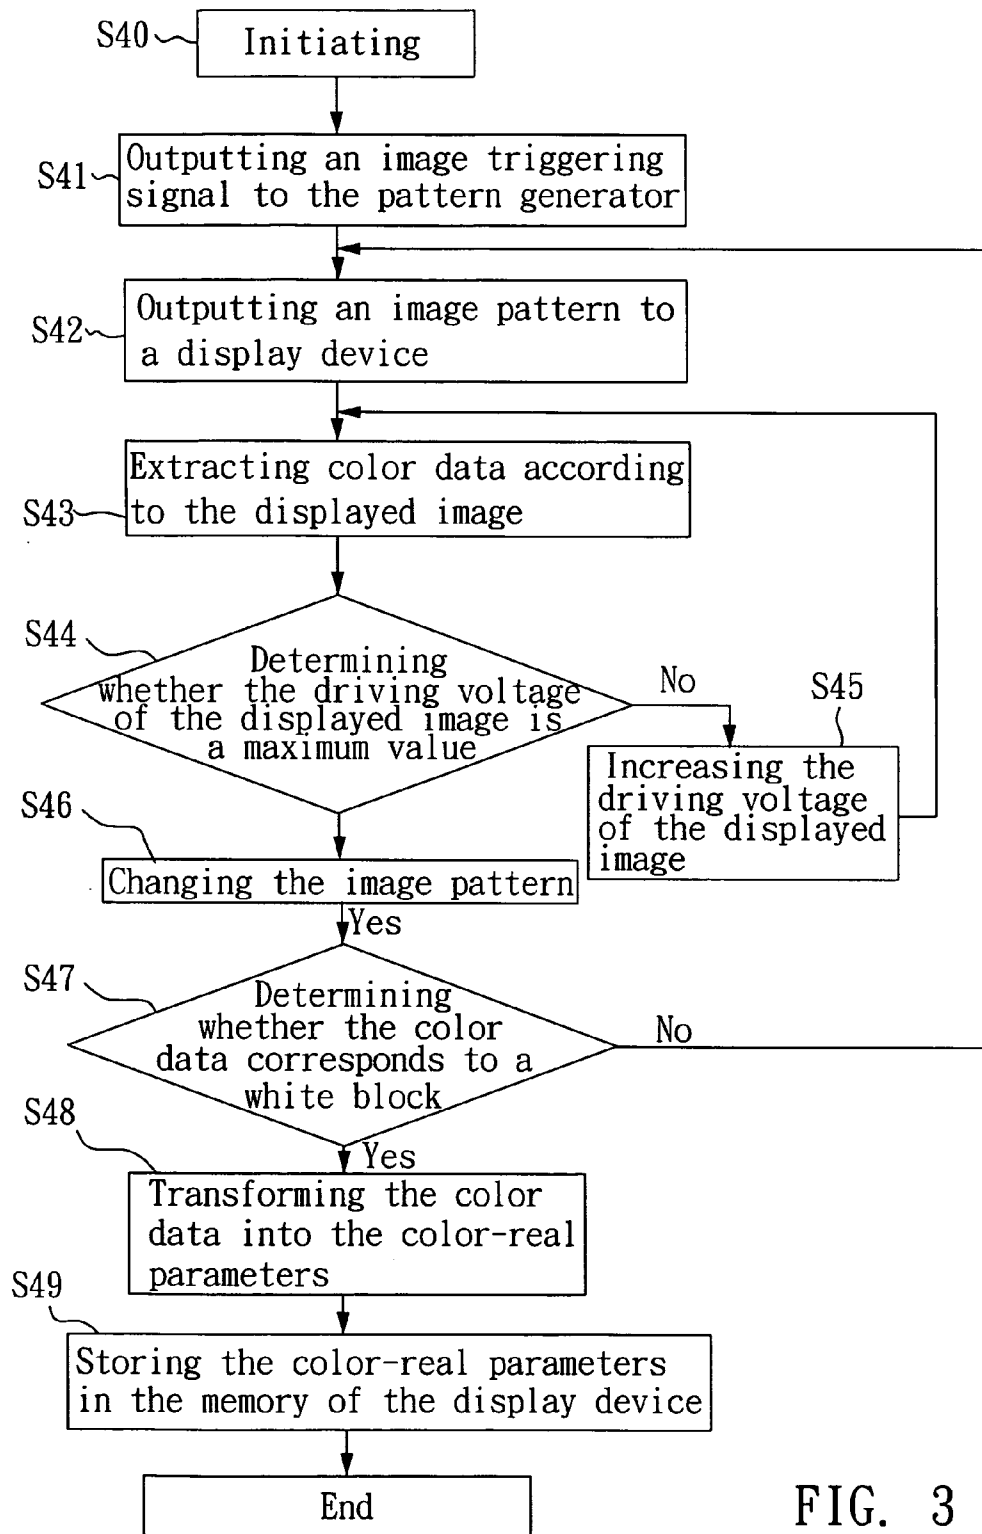 S40
Initiating
S41
Outputting an image triggering
signal to the pattern generator
S42
Outputting an image pattern to
a display device
S43
Extracting color data according
to the displayed image
S44
Determining
whether the driving voltage
of the displayed image is
a maximum value
No
S45
Increasing the
driving voltage
of the displayed
image
S46
Changing the image pattern
Yes
S47
Determining
whether the color
data corresponds to a
white block
No
S48
Yes
Transforming the color
data into the color-real
parameters
S49
Storing the color-real parameters
in the memory of the display device
End
FIG. 3